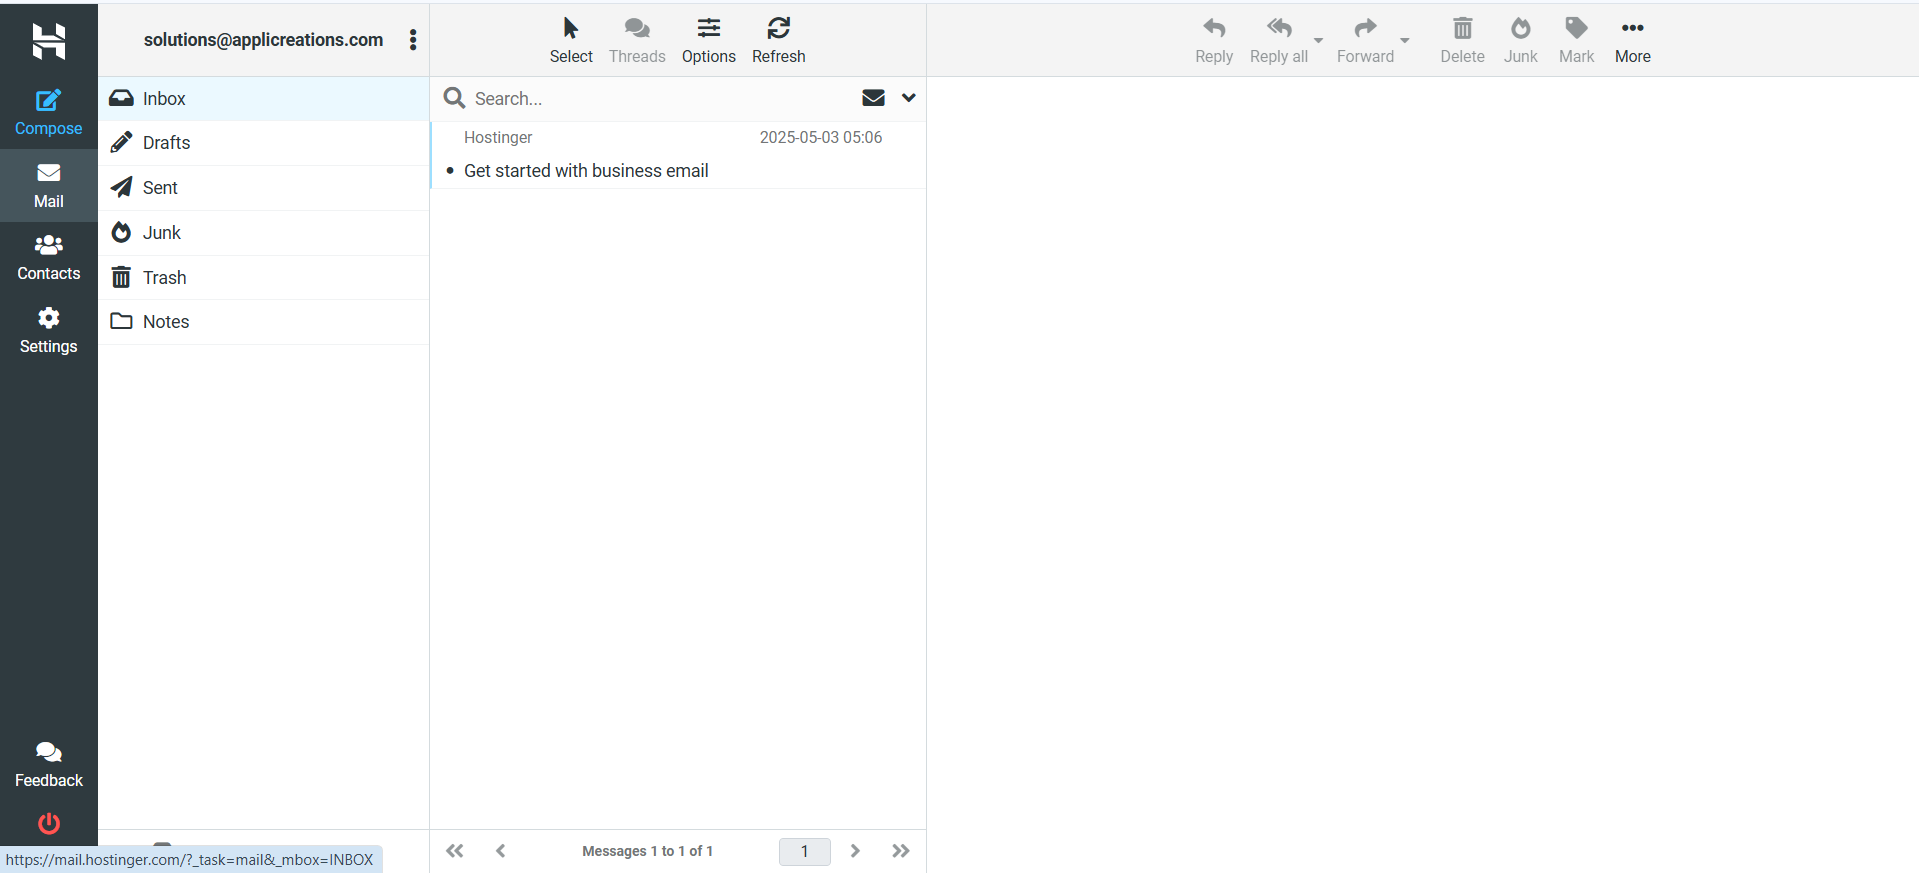 solutions@applicreations.com
Select Threads Options Refresh
Reply Reply all Forward Delete Junk Mark More
Compose
Mail
Contacts
Settings
Feedback
Inbox
Drafts
Sent
Junk
Trash
Notes
Search...
Hostinger 2025-05-03 05:06
Get started with business email
Messages 1 to 1 of 1 1
https://mail.hostinger.com/?_task=mail&_mbox=INBOX